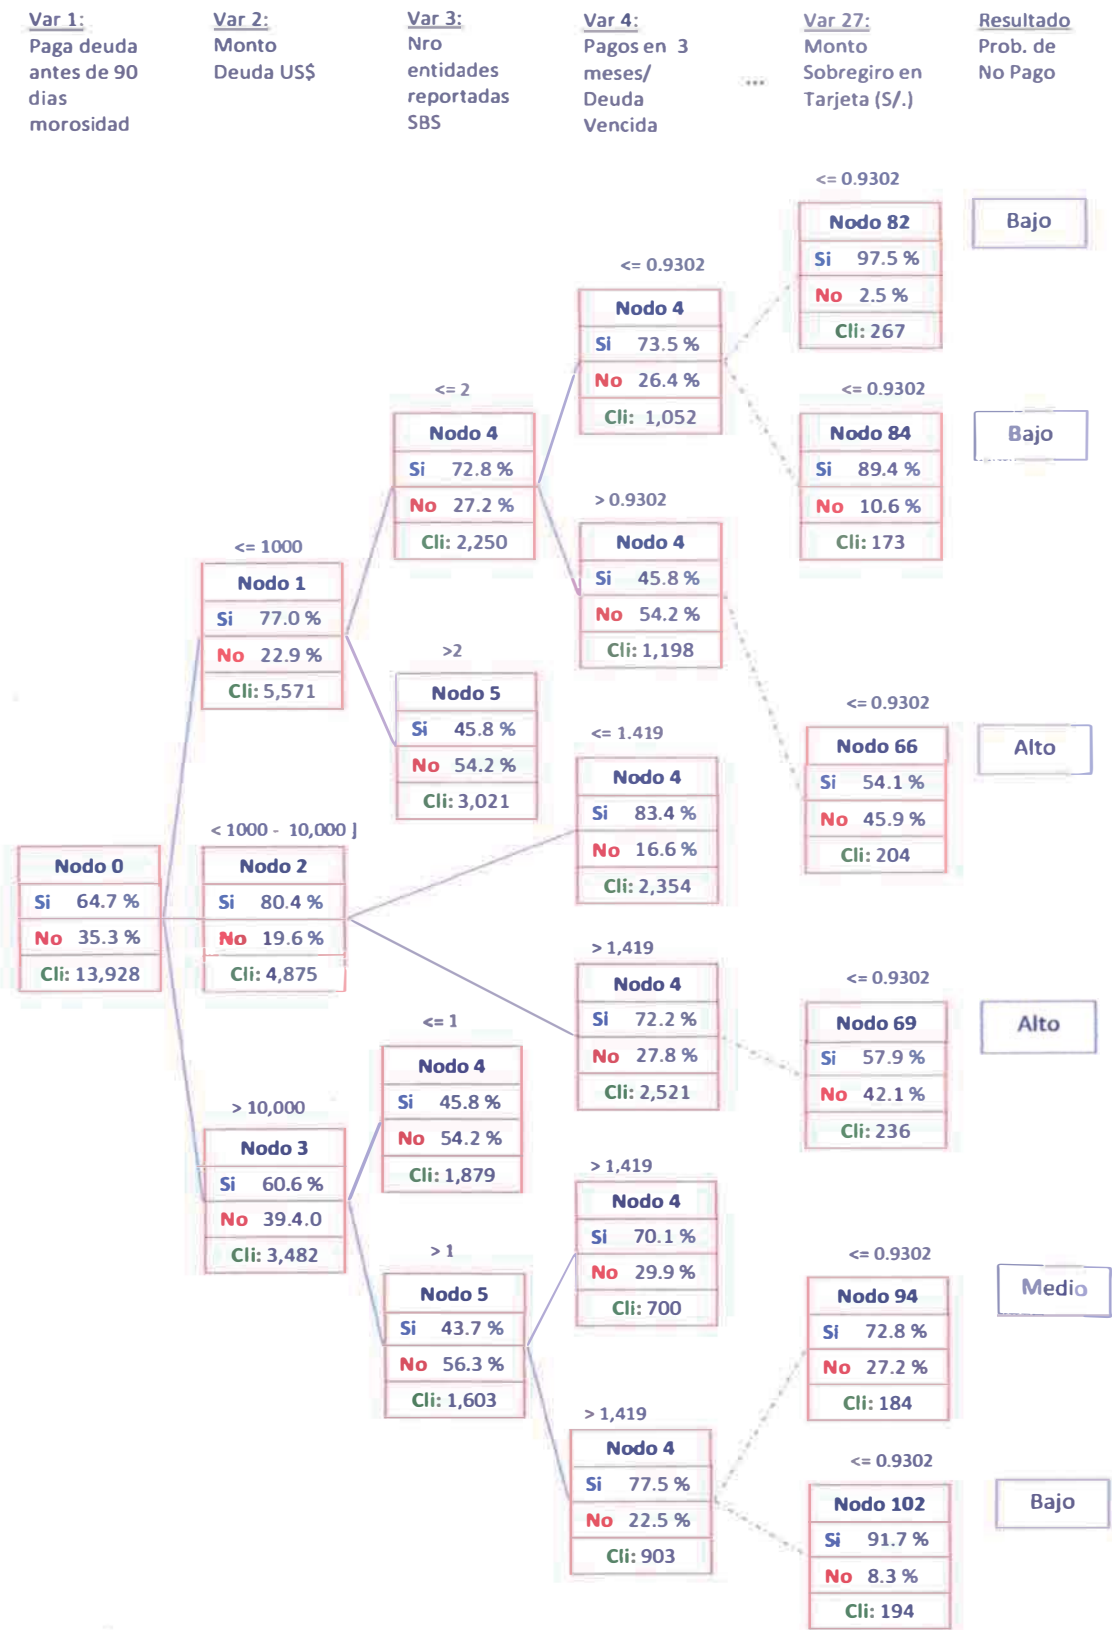 Var 1:
Paga deuda
antes de 90
dias
morosidad
Var 2:
Monto
Deuda US$
Var 3:
Nro
entidades
reportadas
SBS
Var 4:
Pagos en 3
meses/
Deuda
Vencida
...
Var 27:
Monto
Sobregiro en
Tarjeta (S/.)
Resultado
Prob. de
No Pago
<= 0.9302
Nodo 82
Si 97.5 %
No 2.5 %
Cli: 267
Bajo
<= 0.9302
Nodo 4
Si 73.5 %
No 26.4 %
Cli: 1,052
<= 0.9302
Nodo 84
Si 89.4 %
No 10.6 %
Cli: 173
Bajo
<= 2
Nodo 4
Si 72.8 %
No 27.2 %
Cli: 2,250
> 0.9302
Nodo 4
Si 45.8 %
No 54.2 %
Cli: 1,198
<= 1000
Nodo 1
Si 77.0 %
No 22.9 %
Cli: 5,571
>2
Nodo 5
Si 45.8 %
No 54.2 %
Cli: 3,021
<= 0.9302
Nodo 66
Si 54.1 %
No 45.9 %
Cli: 204
Alto
<= 1.419
Nodo 4
Si 83.4 %
No 16.6 %
Cli: 2,354
Nodo 0
Si 64.7 %
No 35.3 %
Cli: 13,928
< 1000 - 10,000 ]
Nodo 2
Si 80.4 %
No 19.6 %
Cli: 4,875
> 1,419
Nodo 4
Si 72.2 %
No 27.8 %
Cli: 2,521
<= 0.9302
Nodo 69
Si 57.9 %
No 42.1 %
Cli: 236
Alto
<= 1
Nodo 4
Si 45.8 %
No 54.2 %
Cli: 1,879
> 10,000
Nodo 3
Si 60.6 %
No 39.4.0
Cli: 3,482
> 1,419
Nodo 4
Si 70.1 %
No 29.9 %
Cli: 700
> 1
Nodo 5
Si 43.7 %
No 56.3 %
Cli: 1,603
<= 0.9302
Nodo 94
Si 72.8 %
No 27.2 %
Cli: 184
Medio
> 1,419
Nodo 4
Si 77.5 %
No 22.5 %
Cli: 903
<= 0.9302
Nodo 102
Si 91.7 %
No 8.3 %
Cli: 194
Bajo